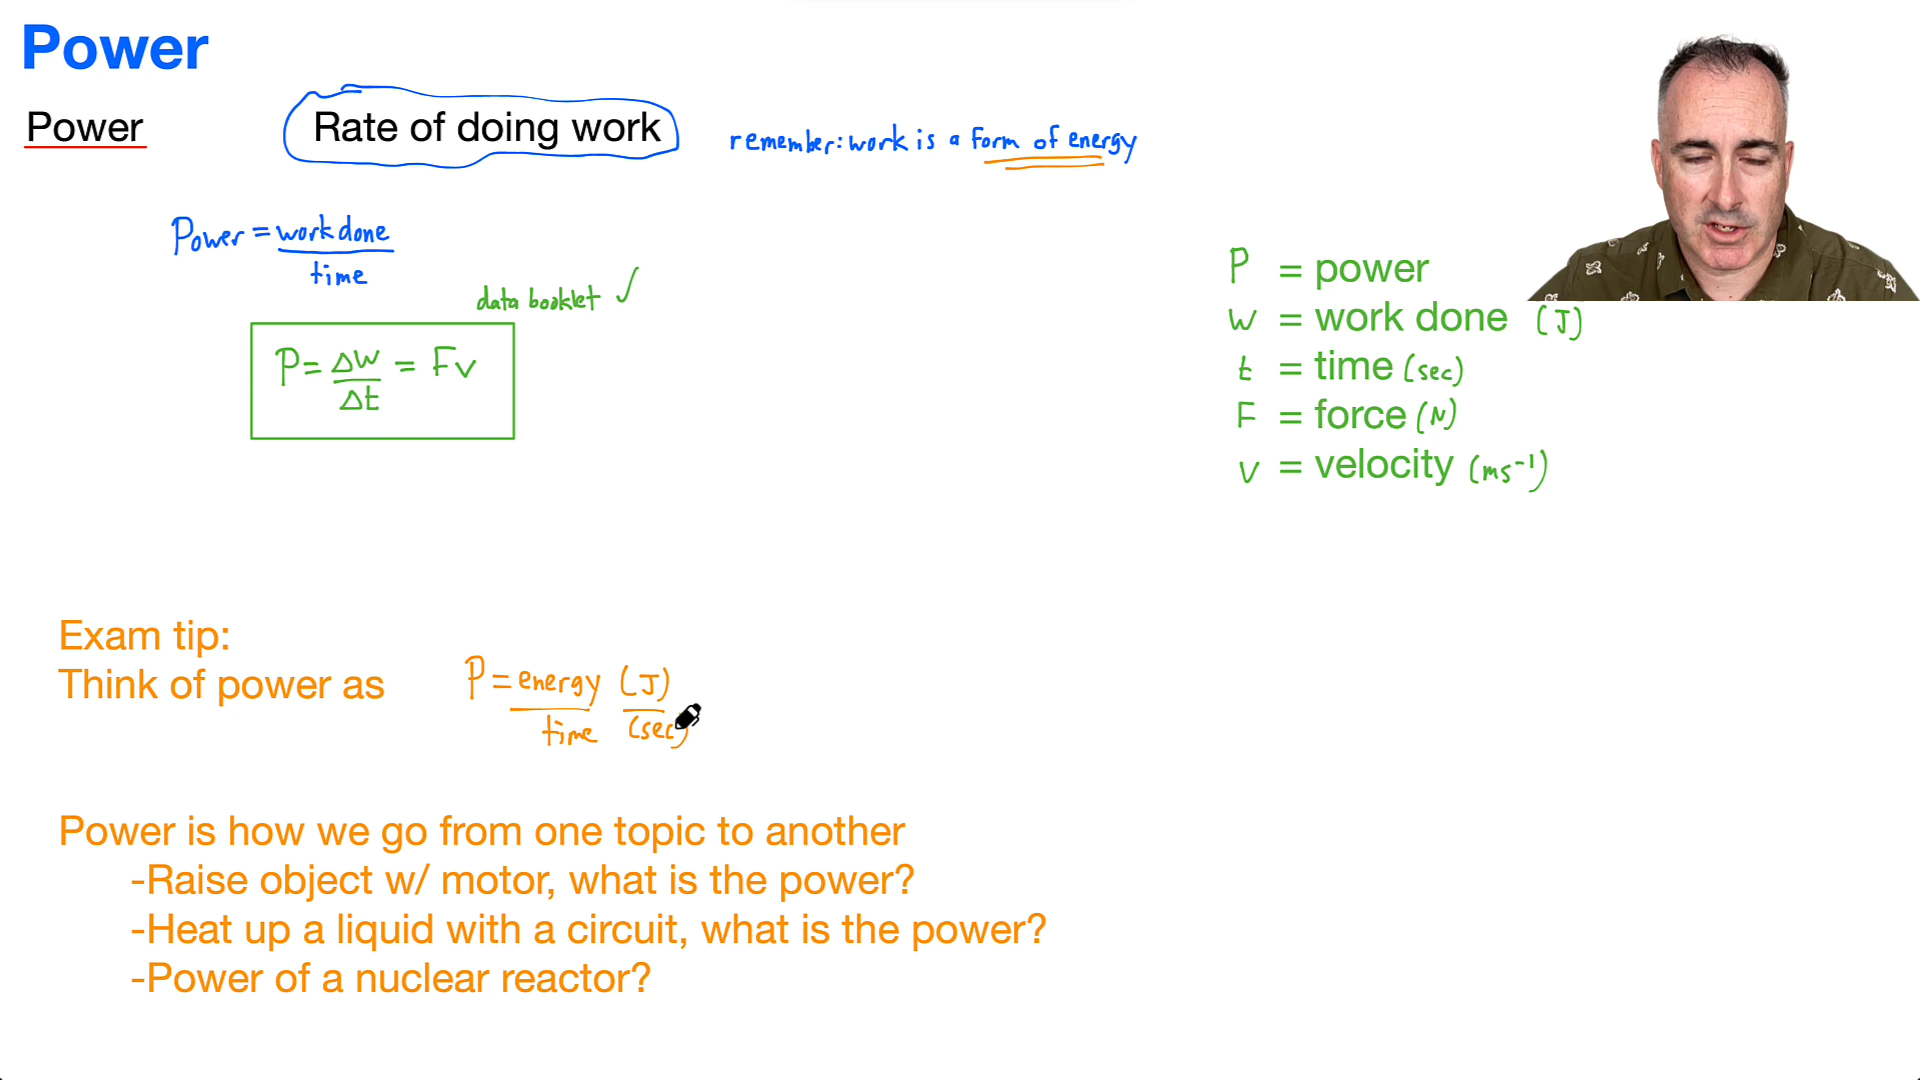 Power
Power Rate of doing work remember: work is a form of energy
Power = work done
time
data booklet ✓
P = ΔW = Fv
Δt
P = power
W = work done (J)
t = time (sec)
F = force (N)
v = velocity (ms⁻¹)
Exam tip:
Think of power as P = energy (J)
time (sec)
Power is how we go from one topic to another
-Raise object w/ motor, what is the power?
-Heat up a liquid with a circuit, what is the power?
-Power of a nuclear reactor?